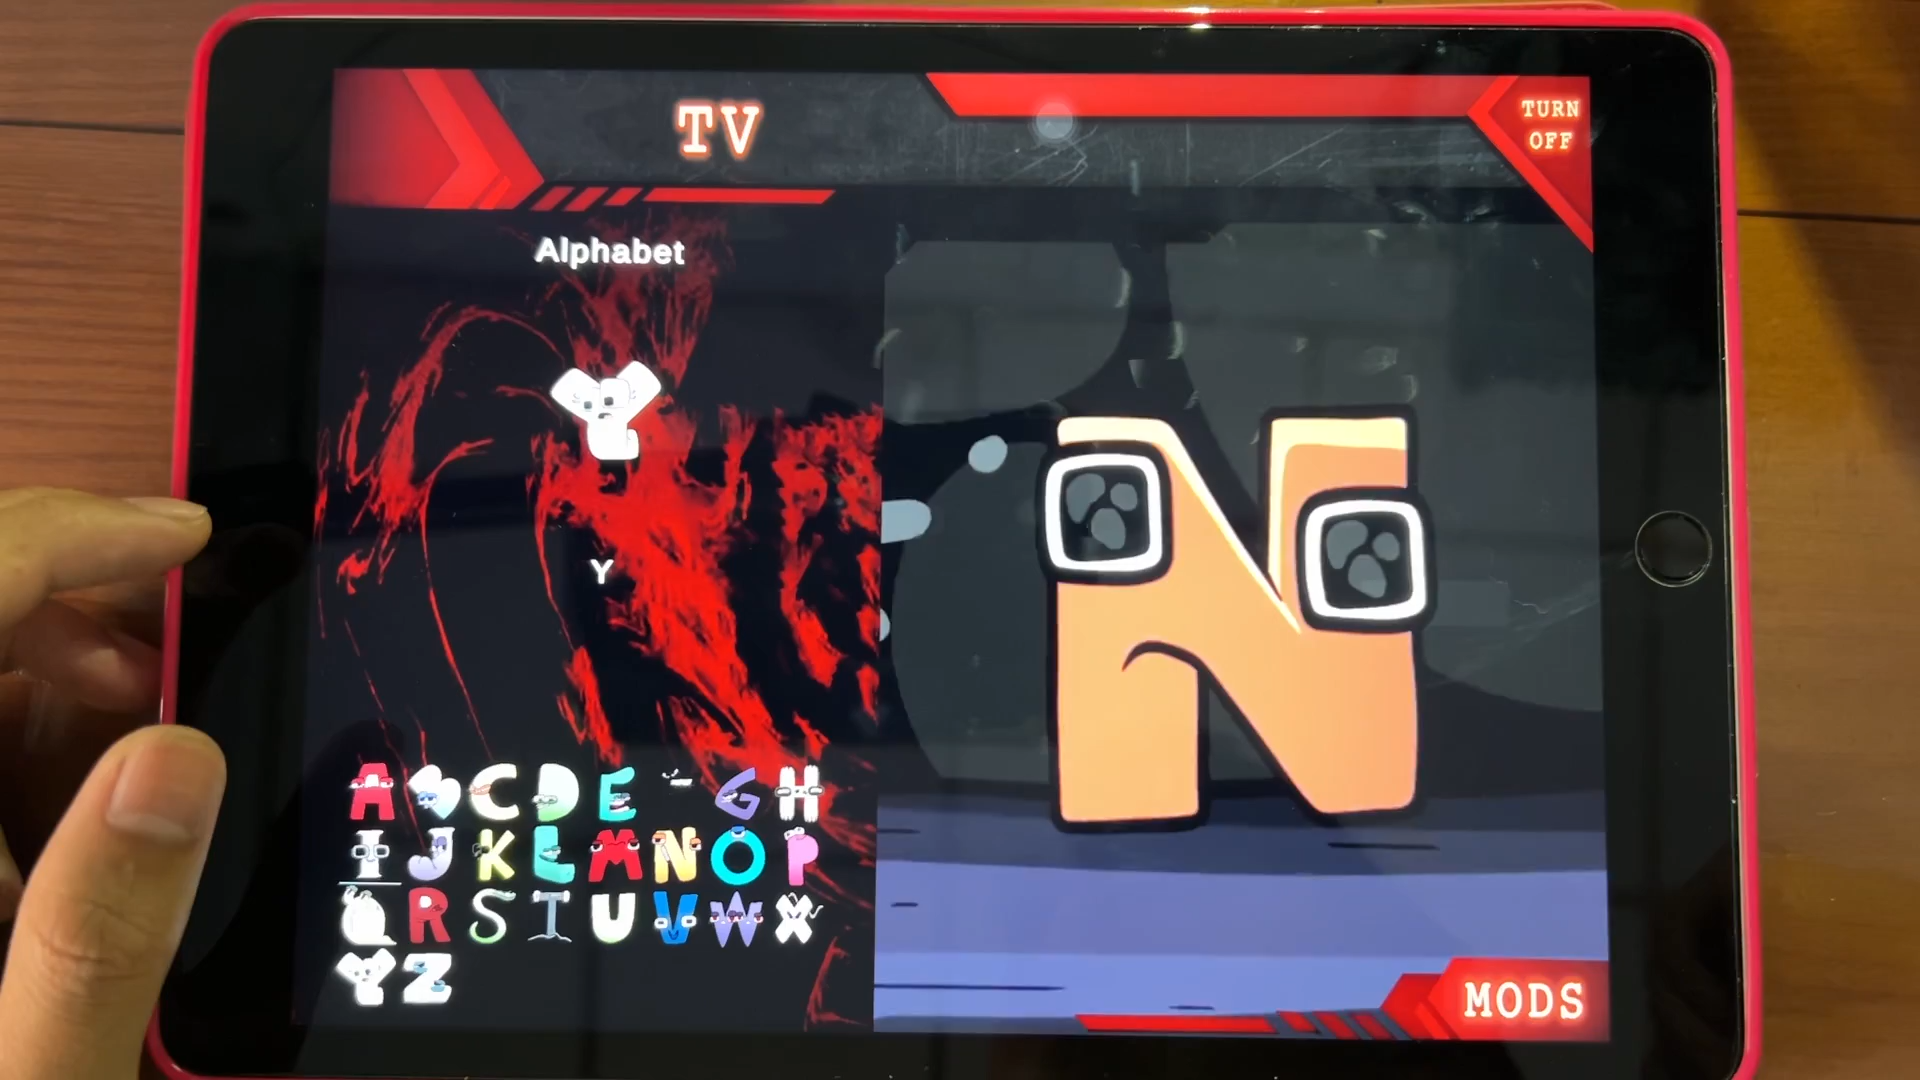 TV
TURN
OFF
Alphabet
Y
N
A B C D E G H
I J K L M N O P
Q R S T U V W X
Y Z
MODS